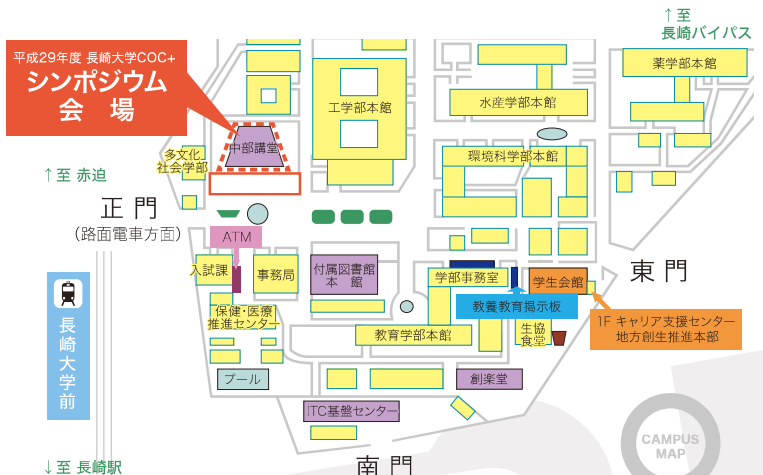 ↑至
長崎バイパス
平成29年度 長崎大学COC+
シンポジウム
会 場
薬学部本館
工学部本館
水産学部本館
中部講堂
多文化
社会学部
環境科学部本館
↑至 赤迫
正 門
(路面電車方面)
ATM
入試課
事務局
付属図書館
本 館
学部事務室
学生会館
東 門
教養教育掲示板
保健・医療
推進センター
教育学部本館
生協
食堂
1F キャリア支援センター
地方創生推進本部
長崎大学前
プール
創楽堂
ITC基盤センター
CAMPUS
MAP
↓至 長崎駅
南 門